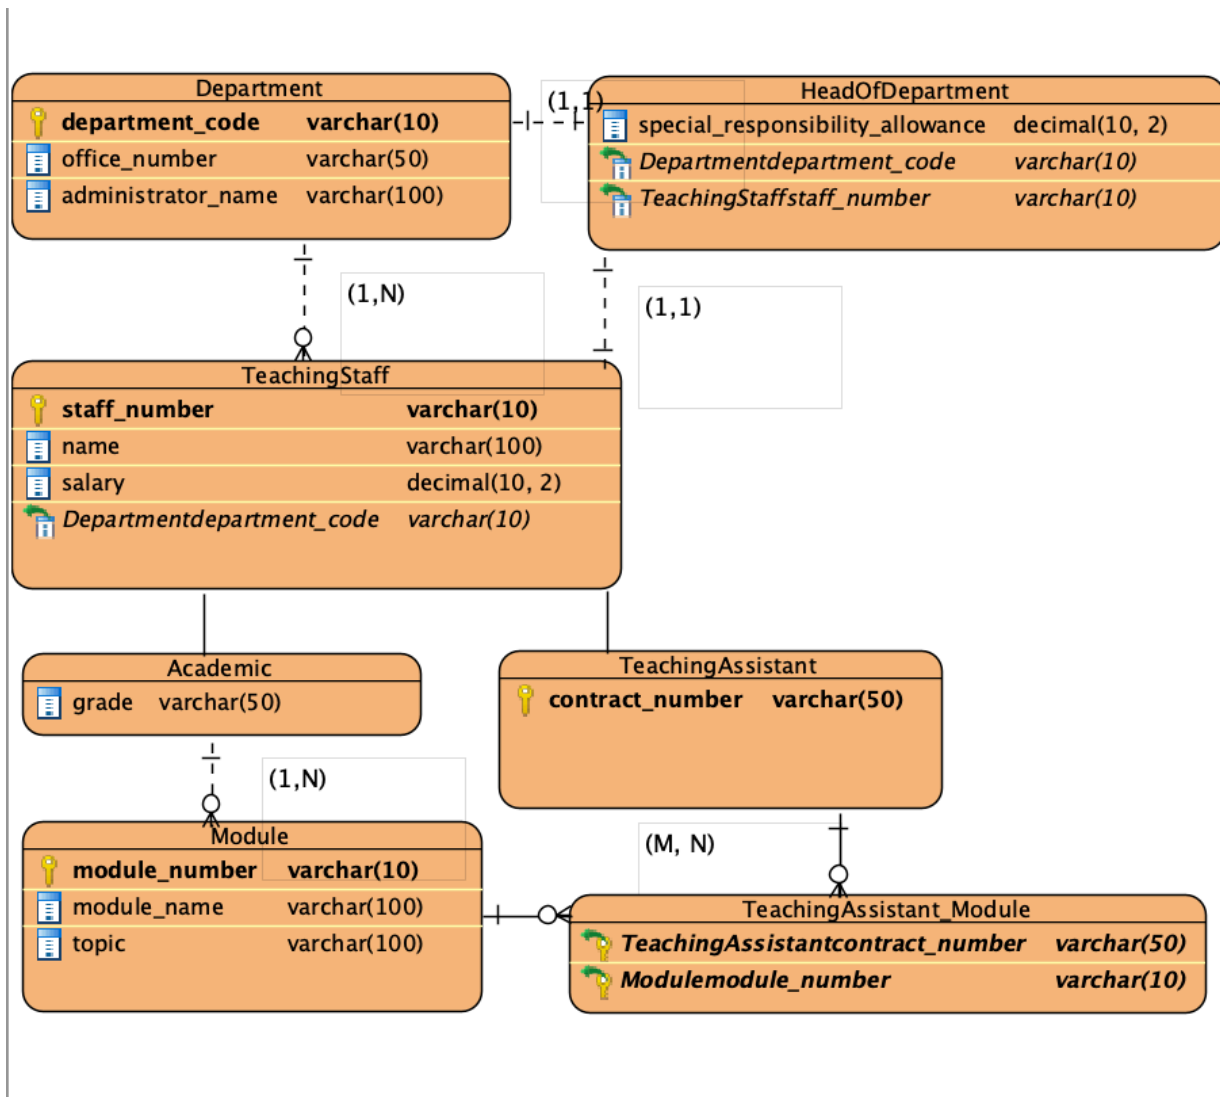 Department
department_code varchar(10)
office_number varchar(50)
administrator_name varchar(100)
(1,1)
HeadOfDepartment
special_responsibility_allowance decimal(10, 2)
Departmentdepartment_code varchar(10)
TeachingStaffstaff_number varchar(10)
(1,N)
(1,1)
TeachingStaff
staff_number varchar(10)
name varchar(100)
salary decimal(10, 2)
Departmentdepartment_code varchar(10)
Academic
grade varchar(50)
TeachingAssistant
contract_number varchar(50)
(1,N)
Module
module_number varchar(10)
module_name varchar(100)
topic varchar(100)
(M, N)
TeachingAssistant_Module
TeachingAssistantcontract_number varchar(50)
Modulemodule_number varchar(10)